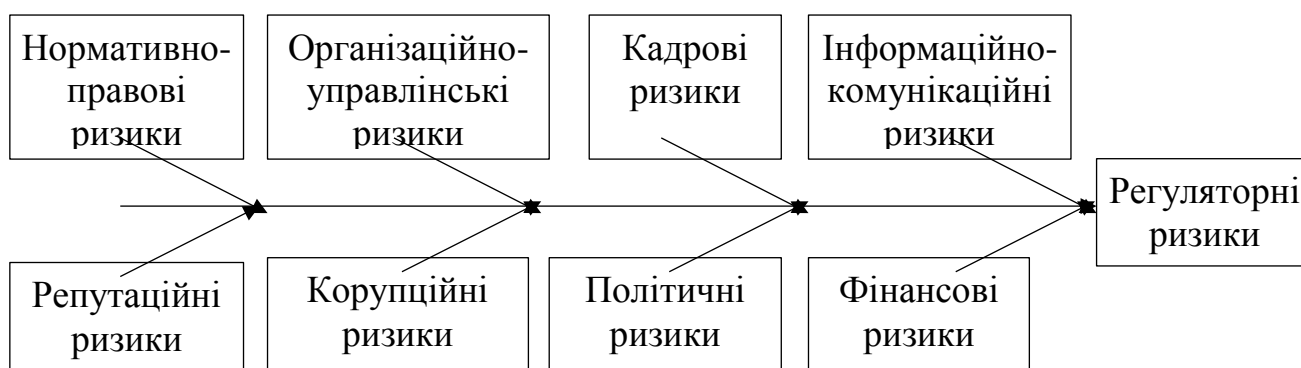 Нормативно-
правові
ризики
Організаційно-
управлінські
ризики
Кадрові
ризики
Інформаційно-
комунікаційні
ризики
Регуляторні
ризики
Репутаційні
ризики
Корупційні
ризики
Політичні
ризики
Фінансові
ризики